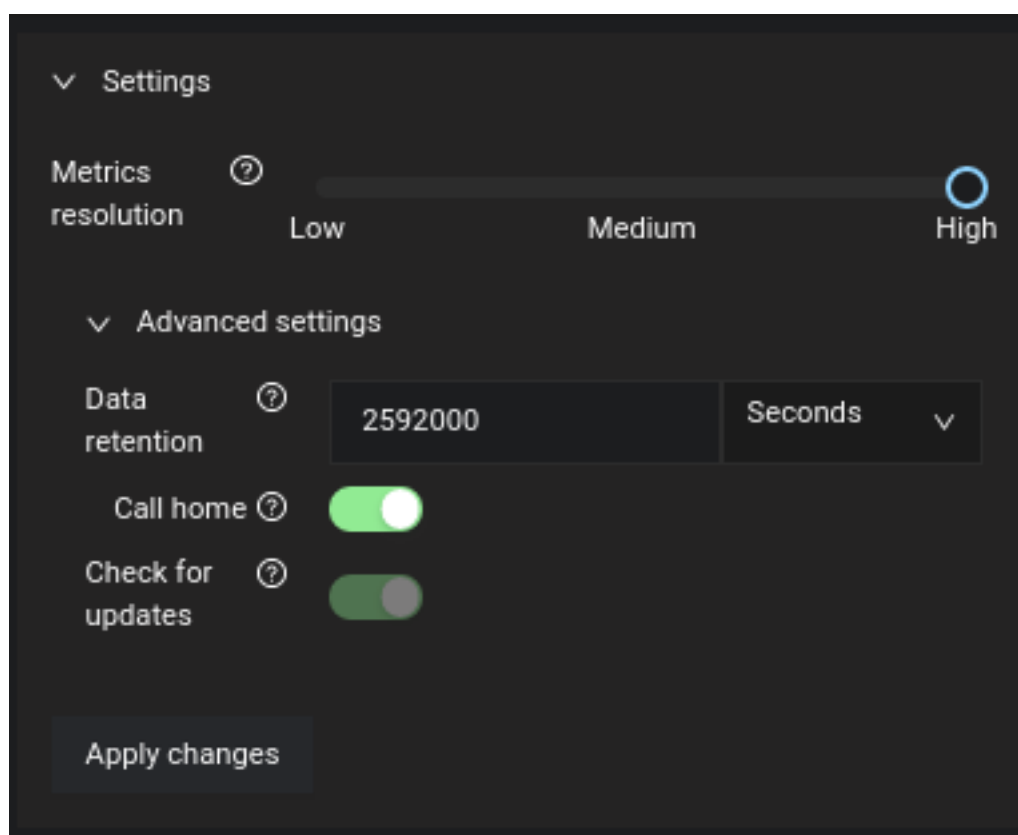 Settings
Metrics
resolution
Low Medium High
Advanced settings
Data
retention
2592000 Seconds
Call home
Check for
updates
Apply changes